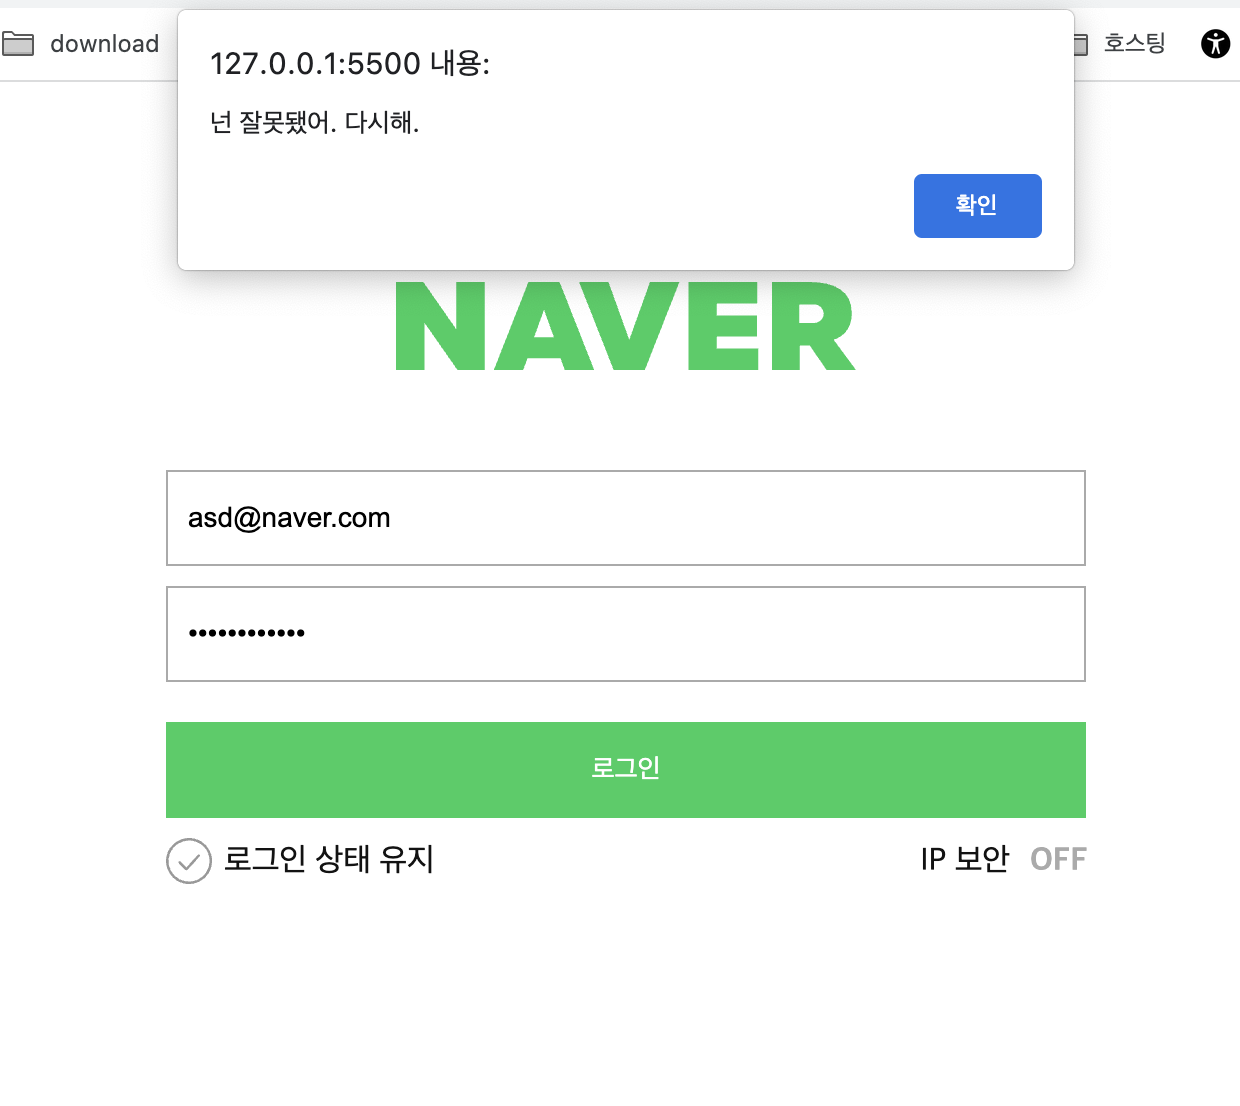 download
호스팅
127.0.0.1:5500 내용:
넌 잘못됐어. 다시해.
확인
NAVER
asd@naver.com
••••••••••••
로그인
로그인 상태 유지
IP 보안 OFF